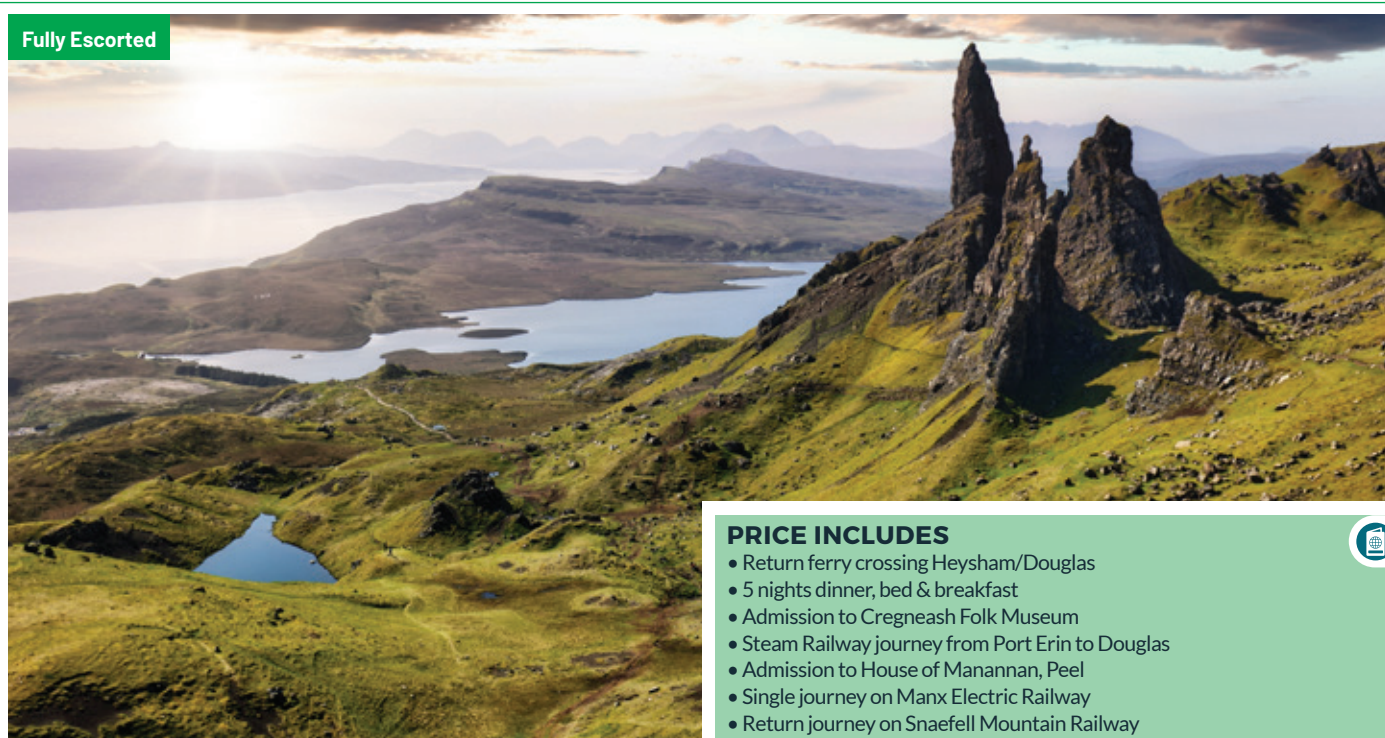 Fully Escorted
PRICE INCLUDES
• Return ferry crossing Heysham/Douglas
• 5 nights dinner, bed & breakfast
• Admission to Cregneash Folk Museum
• Steam Railway journey from Port Erin to Douglas
• Admission to House of Manannan, Peel
• Single journey on Manx Electric Railway
• Return journey on Snaefell Mountain Railway